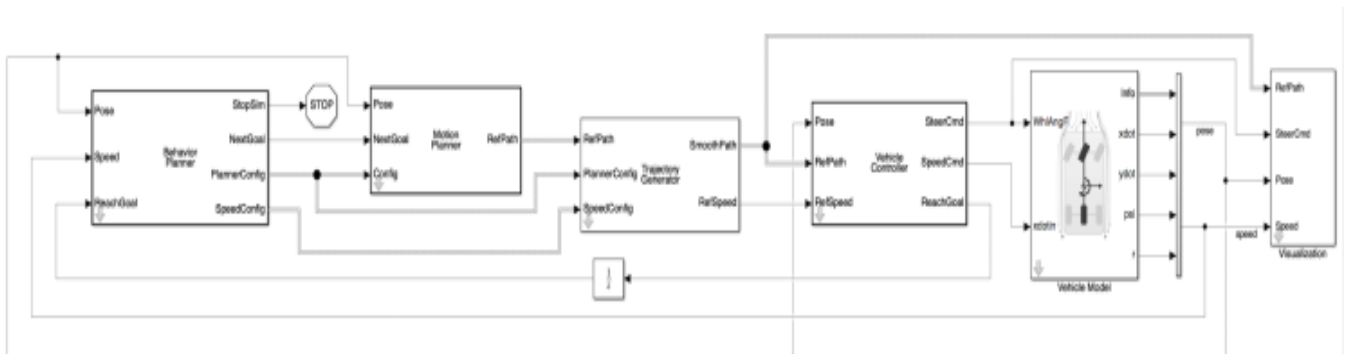 Pose
Speed
ReachGoal
Behavior
Planner
StopSim
NextGoal
PlannerConfig
SpeedConfig
STOP
Pose
NextGoal
Config
Motion
Planner
RefPath
RefPath
PlannerConfig
SpeedConfig
Trajectory
Generator
SmoothPath
RefSpeed
Pose
RefPath
RefSpeed
Vehicle
Controller
SteerCmd
SpeedCmd
ReachGoal
Info
xdot
ydot
psi
r
Vehicle Model
pose
speed
RefPath
SteerCmd
Pose
Speed
Visualization